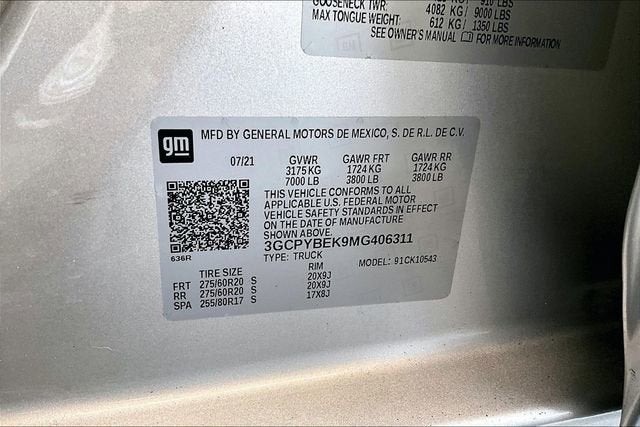 GOOSENECK TWR: 4082 KG / 9000 LBS
MAX TONGUE WEIGHT: 612 KG / 1350 LBS
SEE OWNER'S MANUAL FOR MORE INFORMATION
gm
MFD BY GENERAL MOTORS DE MEXICO, S. DE R.L. DE C.V.
07/21 GVWR GAWR FRT GAWR RR
3175 KG 1724 KG 1724 KG
7000 LB 3800 LB 3800 LB
THIS VEHICLE CONFORMS TO ALL
APPLICABLE U.S. FEDERAL MOTOR
VEHICLE SAFETY STANDARDS IN EFFECT
ON THE DATE OF MANUFACTURE
SHOWN ABOVE.
636R
3GCPYBEK9MG406311
TYPE: TRUCK MODEL: 91CK10543
TIRE SIZE RIM
FRT 275/60R20 S 20X9J
RR 275/60R20 S 20X9J
SPA 255/80R17 S 17X8J